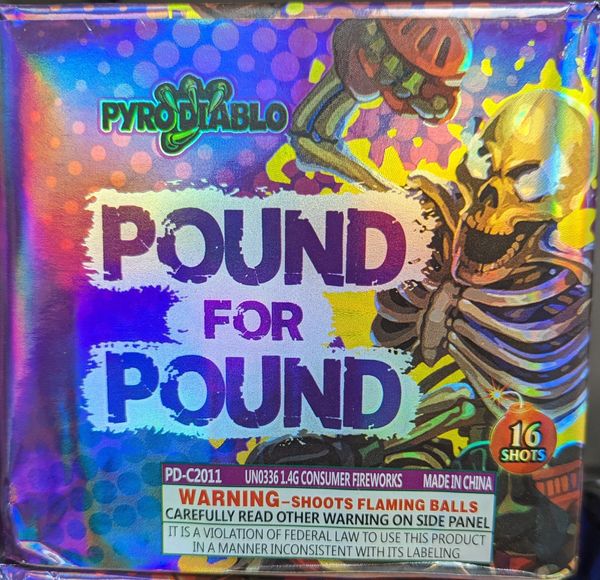 PYRO DIABLO
POUND
FOR
POUND
16
SHOTS
PD-C2011 UN0336 1.4G CONSUMER FIREWORKS MADE IN CHINA
WARNING–SHOOTS FLAMING BALLS
CAREFULLY READ OTHER WARNING ON SIDE PANEL
IT IS A VIOLATION OF FEDERAL LAW TO USE THIS PRODUCT
IN A MANNER INCONSISTENT WITH ITS LABELING